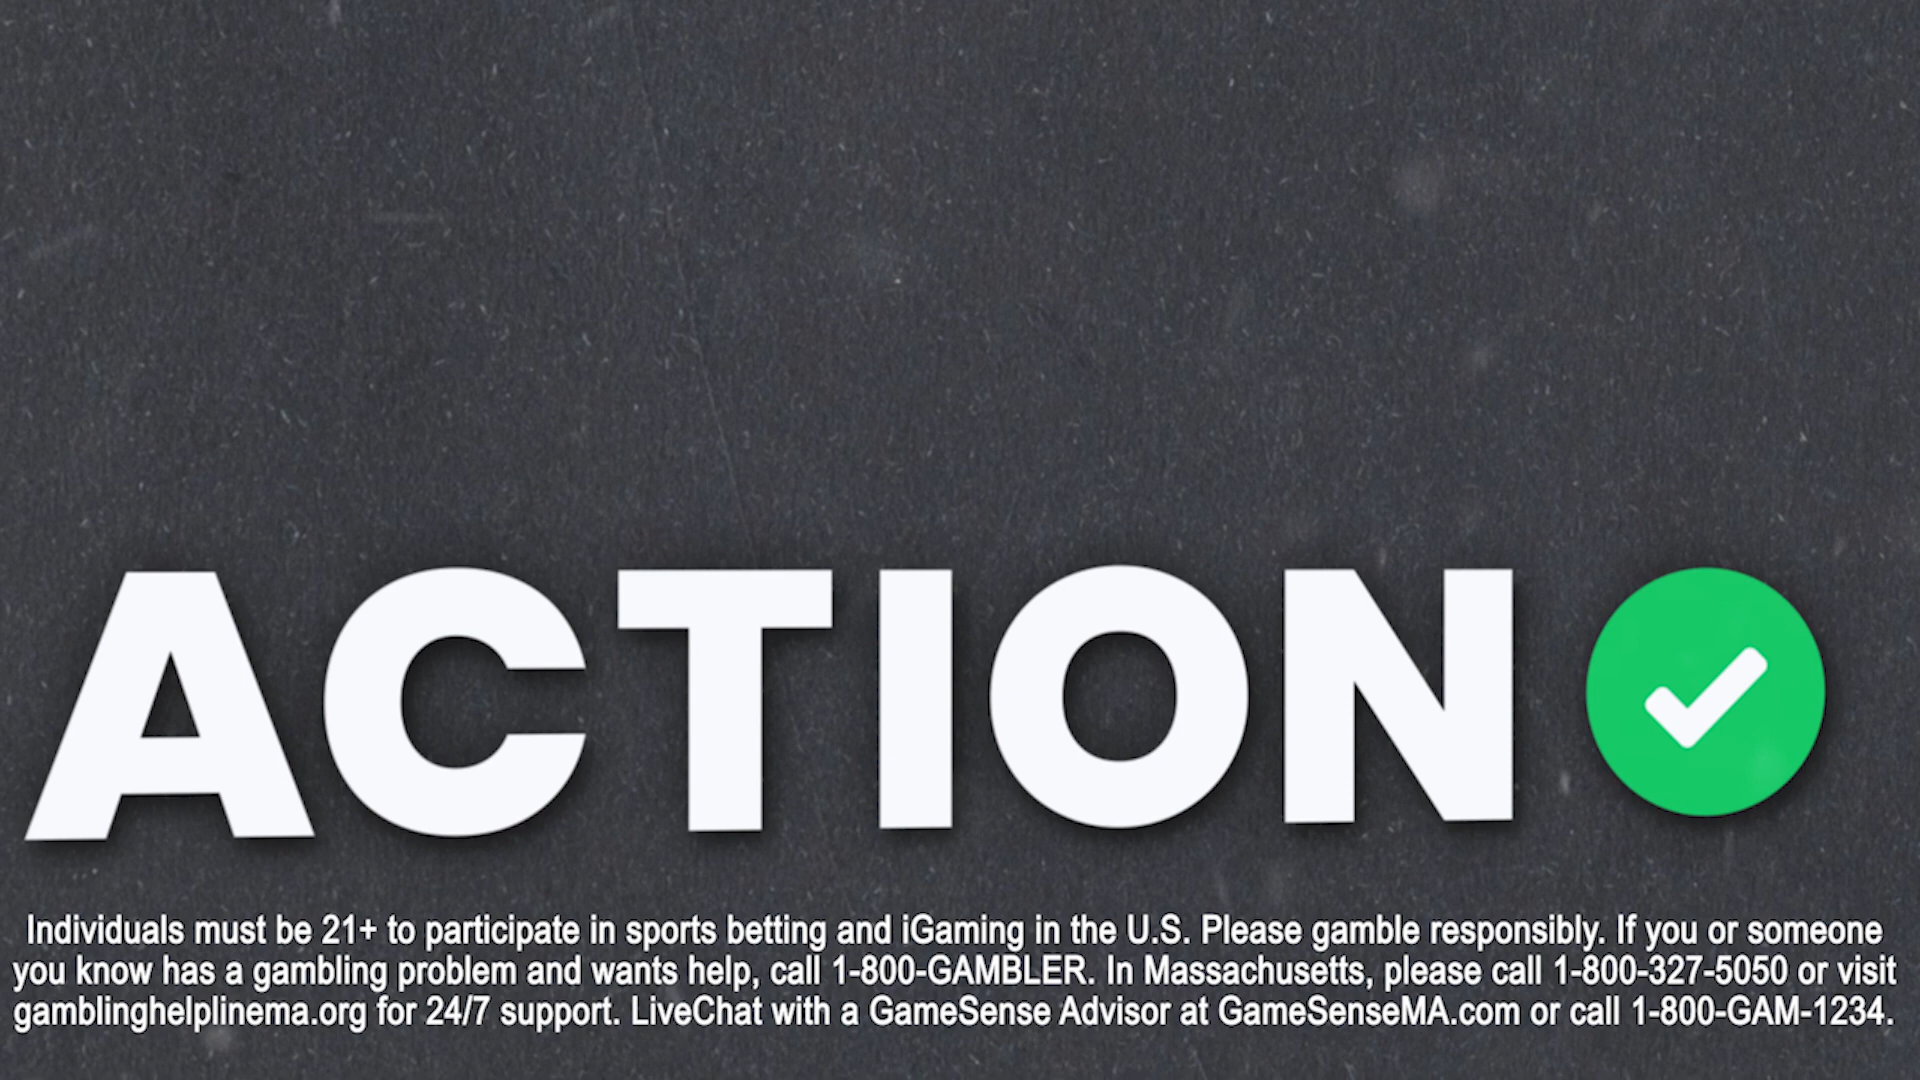 ACTION
Individuals must be 21+ to participate in sports betting and iGaming in the U.S. Please gamble responsibly. If you or someone
you know has a gambling problem and wants help, call 1-800-GAMBLER. In Massachusetts, please call 1-800-327-5050 or visit
gamblinghelplinema.org for 24/7 support. LiveChat with a GameSense Advisor at GameSenseMA.com or call 1-800-GAM-1234.